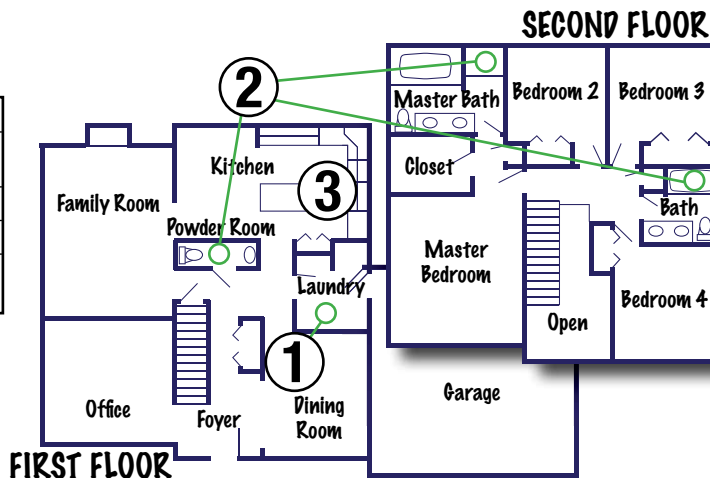 SECOND FLOOR
2
Master Bath
Bedroom 2
Bedroom 3
Kitchen
Closet
3
Family Room
Powder Room
Bath
Master
Bedroom
Laundry
Bedroom 4
Open
1
Garage
Office
Foyer
Dining
Room
FIRST FLOOR